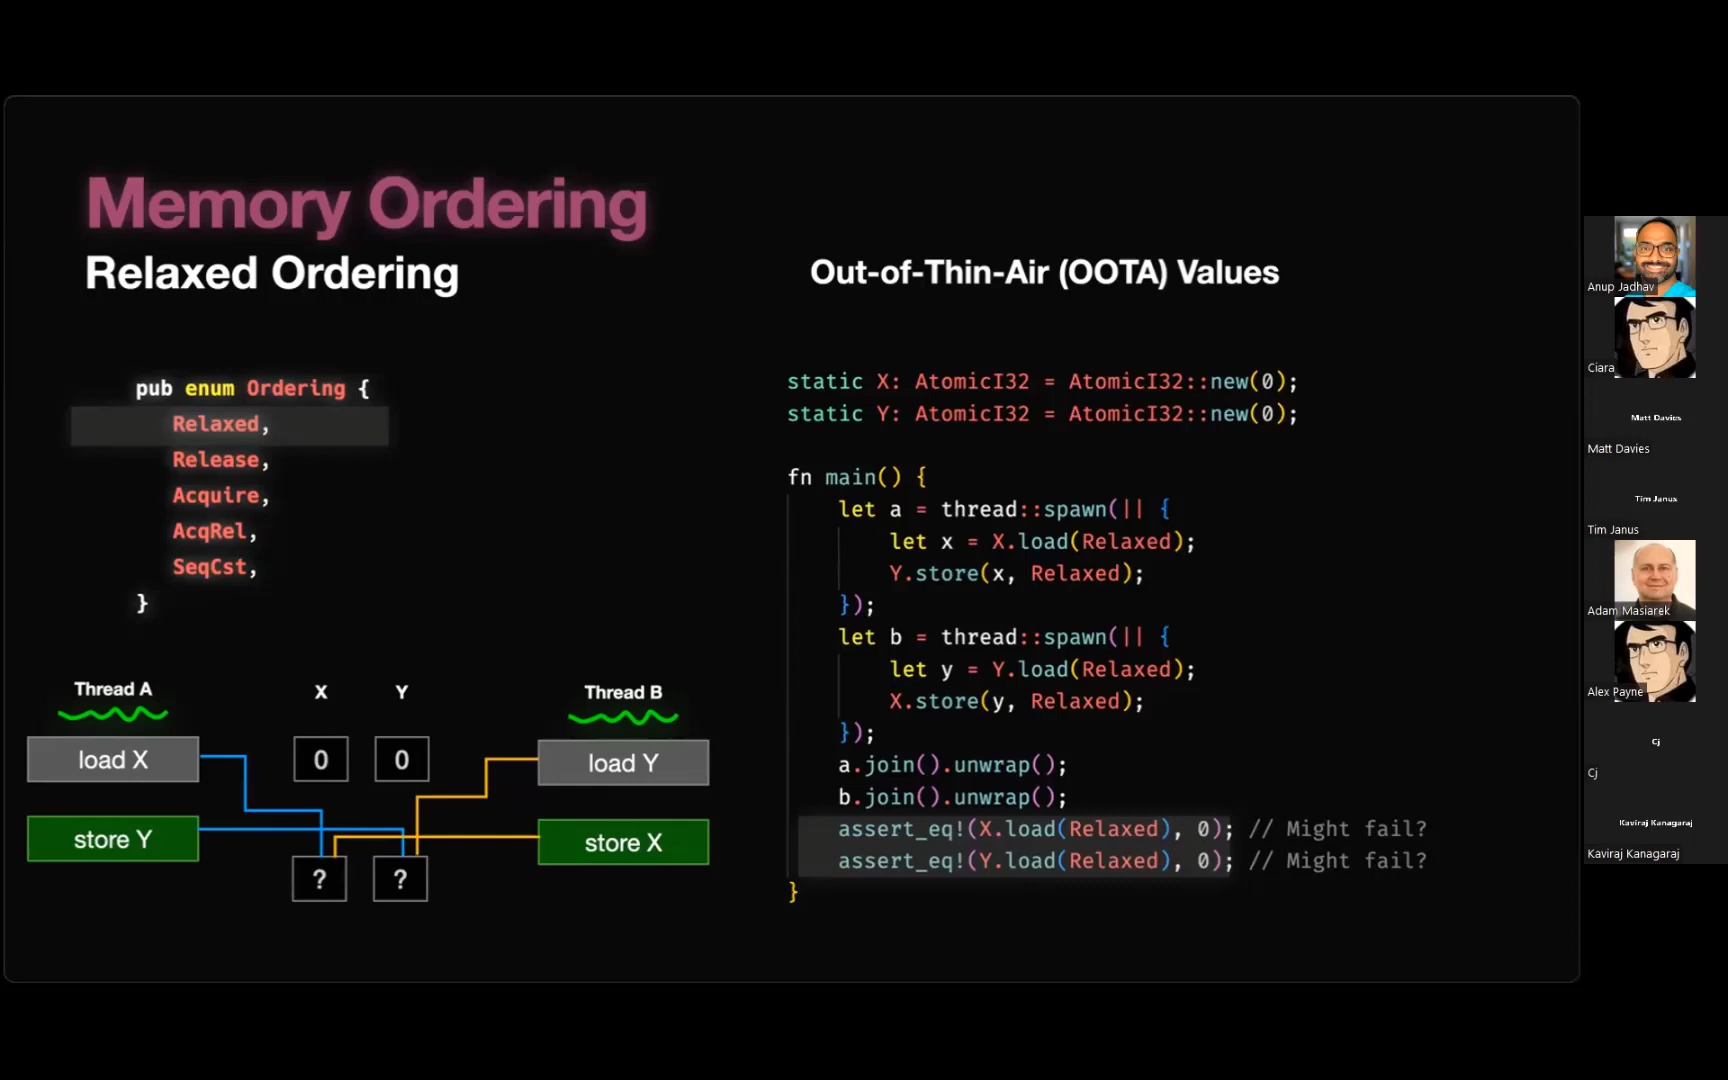 Memory Ordering
Relaxed Ordering
pub enum Ordering {
Relaxed,
Release,
Acquire,
AcqRel,
SeqCst,
}
Thread A
X
Y
Thread B
load X
0
0
load Y
store Y
store X
?
?
Out-of-Thin-Air (OOTA) Values
static X: AtomicI32 = AtomicI32::new(0);
static Y: AtomicI32 = AtomicI32::new(0);
fn main() {
let a = thread::spawn(|| {
let x = X.load(Relaxed);
Y.store(x, Relaxed);
});
let b = thread::spawn(|| {
let y = Y.load(Relaxed);
X.store(y, Relaxed);
});
a.join().unwrap();
b.join().unwrap();
assert_eq!(X.load(Relaxed), 0); // Might fail?
assert_eq!(Y.load(Relaxed), 0); // Might fail?
}
Anup Jadhav
Ciara
Matt Davies
Matt Davies
Tim Janus
Tim Janus
Adam Masiarek
Alex Payne
Cj
Cj
Kaviraj Kanagaraj
Kaviraj Kanagaraj